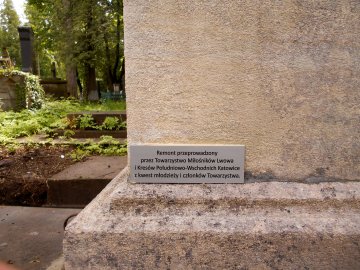 Remont przeprowadzony
przez Towarzystwo Miłośników Lwowa
i Kresów Południowo-Wschodnich Katowice
z kwest młodzieży i członków Towarzystwa.